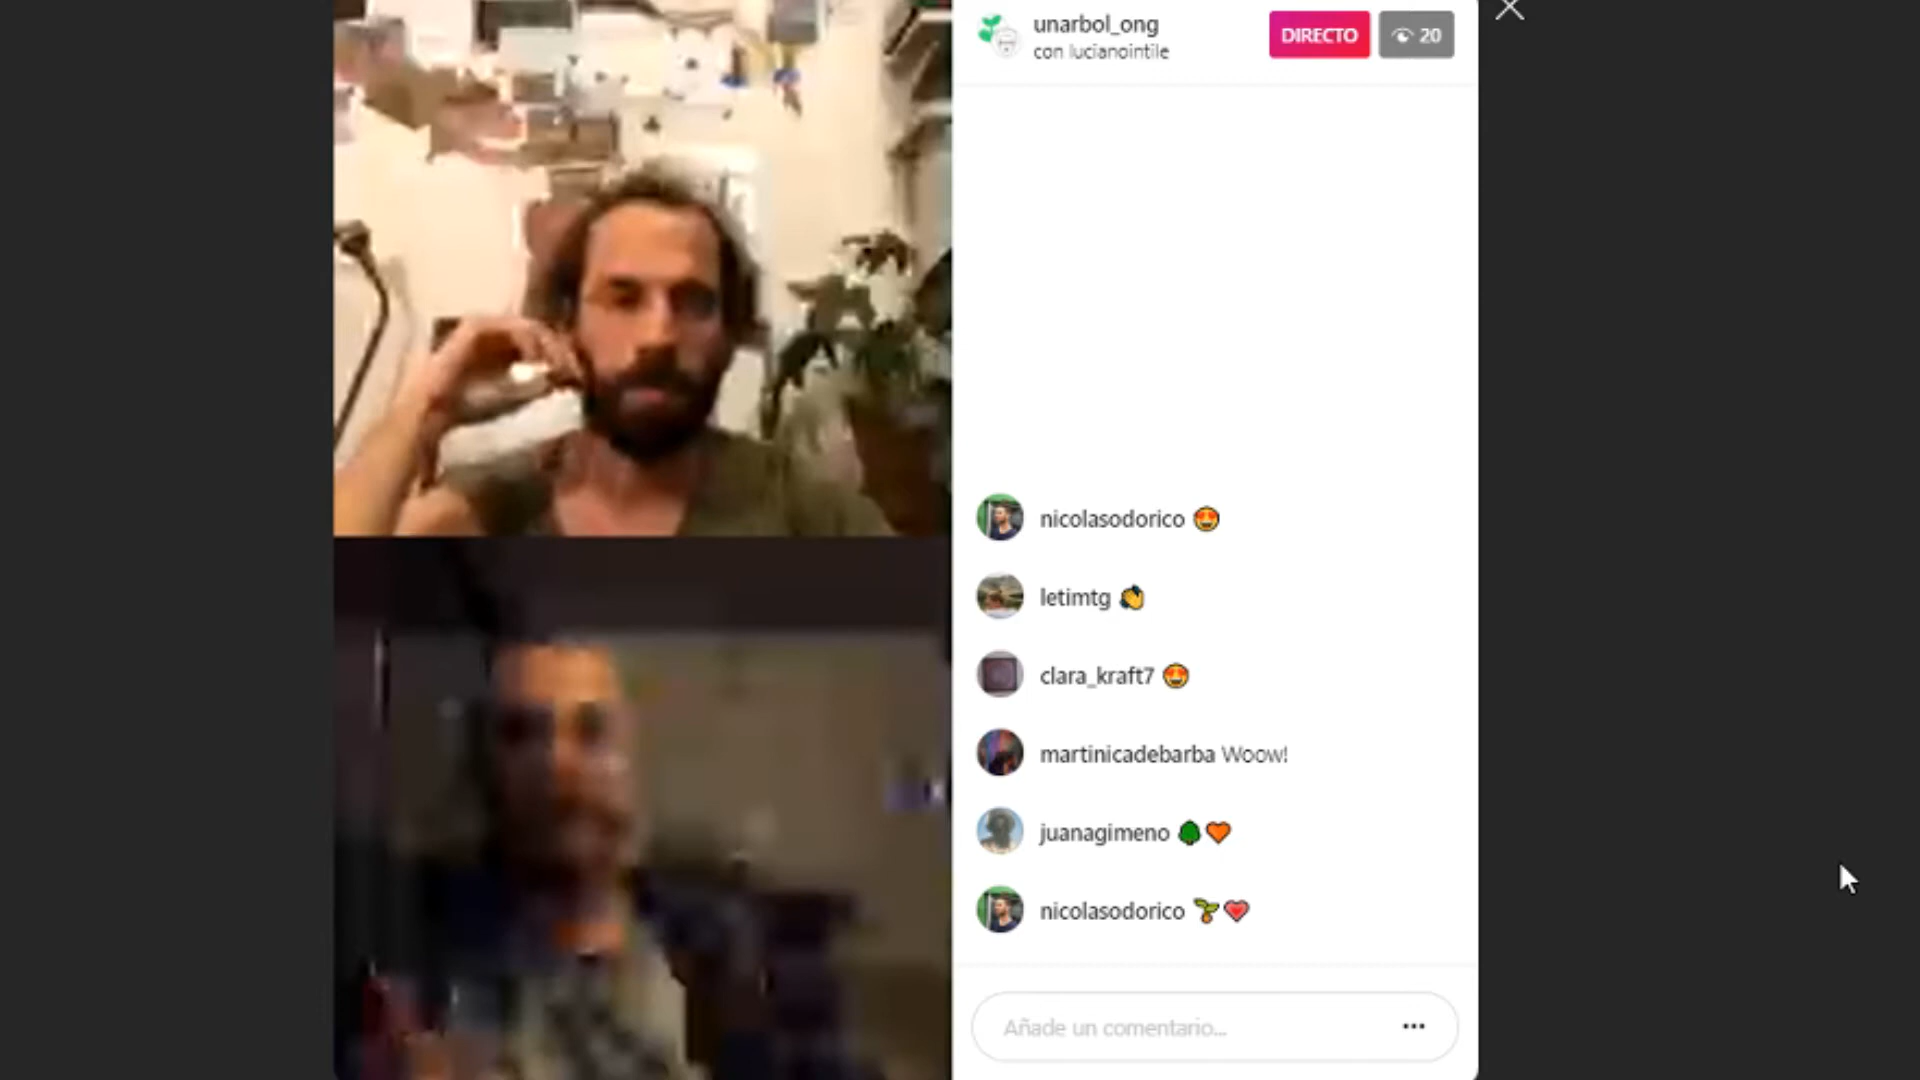 unarbol_ong
con lucianointile
DIRECTO
20
nicolasodorico 😍
letimtg 👏
clara_kraft7 🤩
martinicadebarba Woow!
juanagimeno 🌳🧡
nicolasodorico 🌱💗
Añade un comentario...